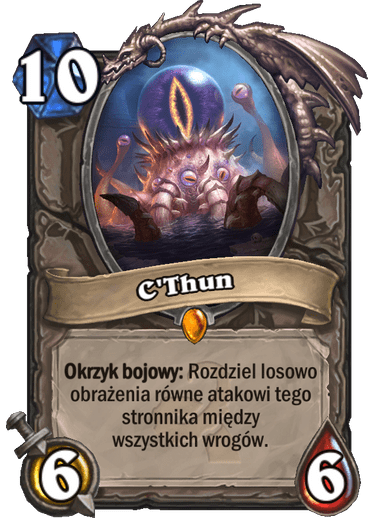 10
C'Thun
Okrzyk bojowy: Rozdziel losowo
obrażenia równe atakowi tego
stronnika między
wszystkich wrogów.
6
6